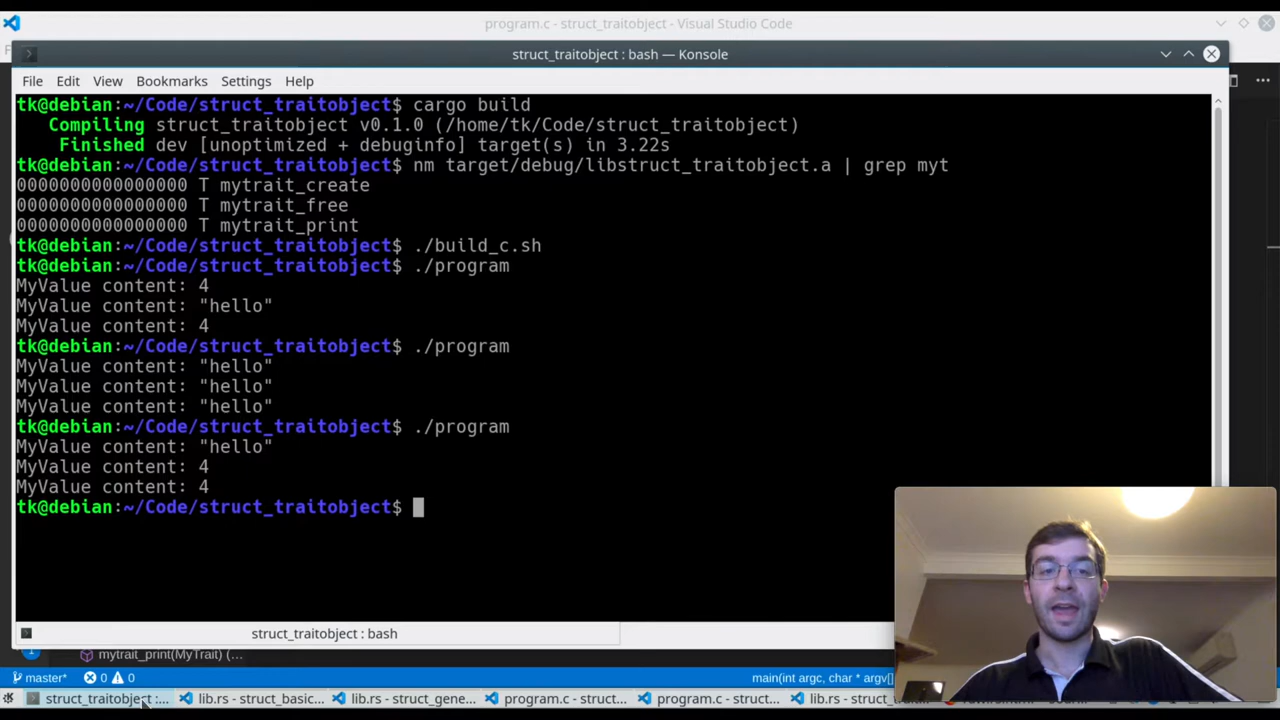 program.c - struct_traitobject - Visual Studio Code
struct_traitobject : bash — Konsole
File Edit View Bookmarks Settings Help
tk@debian:~/Code/struct_traitobject$ cargo build
Compiling struct_traitobject v0.1.0 (/home/tk/Code/struct_traitobject)
Finished dev [unoptimized + debuginfo] target(s) in 3.22s
tk@debian:~/Code/struct_traitobject$ nm target/debug/libstruct_traitobject.a | grep myt
0000000000000000 T mytrait_create
0000000000000000 T mytrait_free
0000000000000000 T mytrait_print
tk@debian:~/Code/struct_traitobject$ ./build_c.sh
tk@debian:~/Code/struct_traitobject$ ./program
MyValue content: 4
MyValue content: "hello"
MyValue content: 4
tk@debian:~/Code/struct_traitobject$ ./program
MyValue content: "hello"
MyValue content: "hello"
MyValue content: "hello"
tk@debian:~/Code/struct_traitobject$ ./program
MyValue content: "hello"
MyValue content: 4
MyValue content: 4
tk@debian:~/Code/struct_traitobject$
struct_traitobject : bash
mytrait_print(MyTrait) (...
master* 0 0 main(int argc, char * argv[]
struct_traitobject :... lib.rs - struct_basic... lib.rs - struct_gene... program.c - struct... program.c - struct... lib.rs